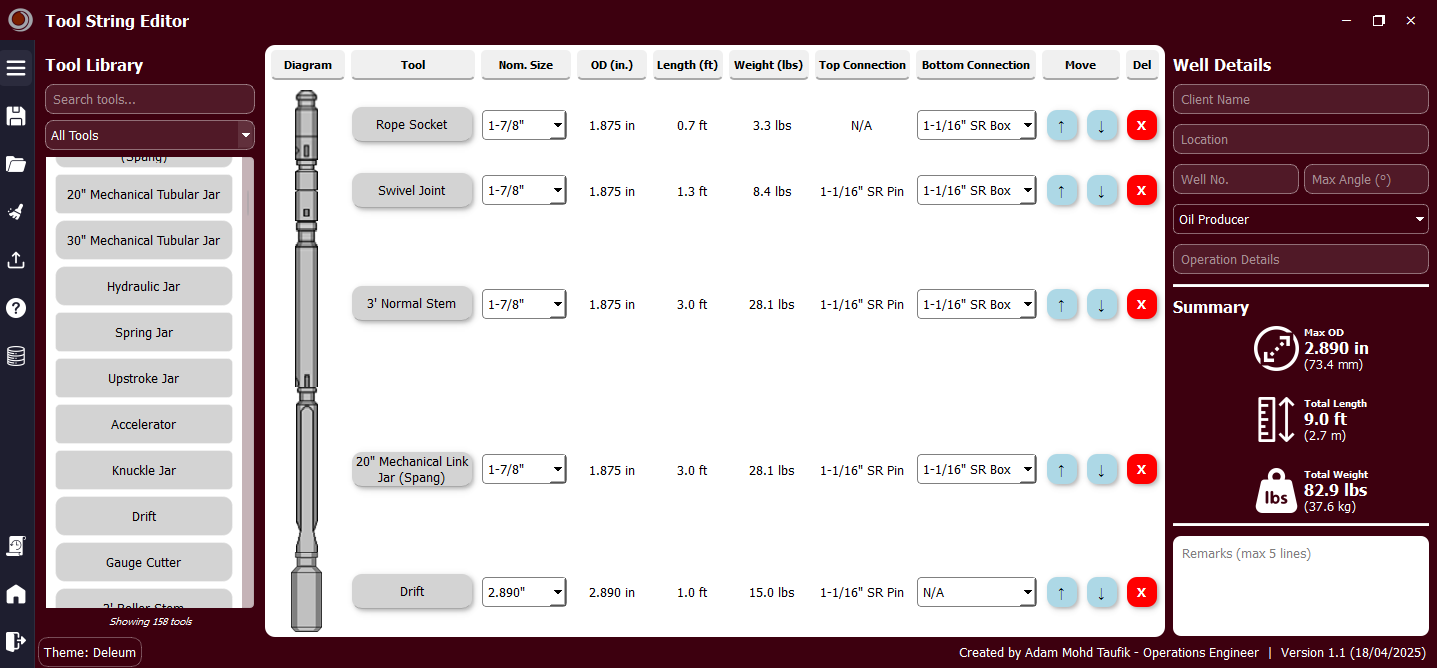 Tool String Editor
Tool Library
Search tools...
All Tools
(Spang)
20" Mechanical Tubular Jar
30" Mechanical Tubular Jar
Hydraulic Jar
Spring Jar
Upstroke Jar
Accelerator
Knuckle Jar
Drift
Gauge Cutter
2' Roller Stem
Showing 158 tools
Theme: Deleum
Diagram Tool Nom. Size OD (in.) Length (ft) Weight (lbs) Top Connection Bottom Connection Move Del
Rope Socket 1-7/8" 1.875 in 0.7 ft 3.3 lbs N/A 1-1/16" SR Box ↑ ↓ X
Swivel Joint 1-7/8" 1.875 in 1.3 ft 8.4 lbs 1-1/16" SR Pin 1-1/16" SR Box ↑ ↓ X
3' Normal Stem 1-7/8" 1.875 in 3.0 ft 28.1 lbs 1-1/16" SR Pin 1-1/16" SR Box ↑ ↓ X
20" Mechanical Link
Jar (Spang) 1-7/8" 1.875 in 3.0 ft 28.1 lbs 1-1/16" SR Pin 1-1/16" SR Box ↑ ↓ X
Drift 2.890" 2.890 in 1.0 ft 15.0 lbs 1-1/16" SR Pin N/A ↑ ↓ X
Well Details
Client Name
Location
Well No. Max Angle (°)
Oil Producer
Operation Details
Summary
Max OD
2.890 in
(73.4 mm)
Total Length
9.0 ft
(2.7 m)
lbs
Total Weight
82.9 lbs
(37.6 kg)
Remarks (max 5 lines)
Created by Adam Mohd Taufik - Operations Engineer | Version 1.1 (18/04/2025)